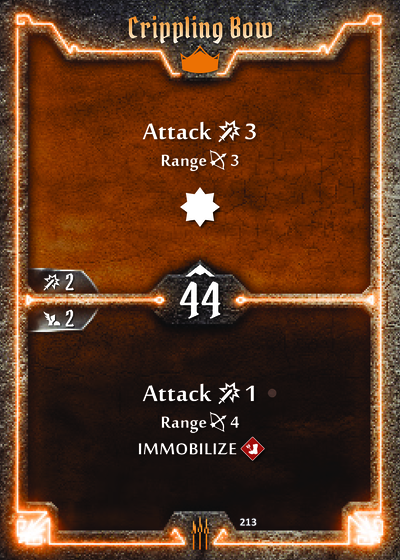 Crippling Bow
Attack 3
Range 3
2
44
2
Attack 1
Range 4
IMMOBILIZE
213